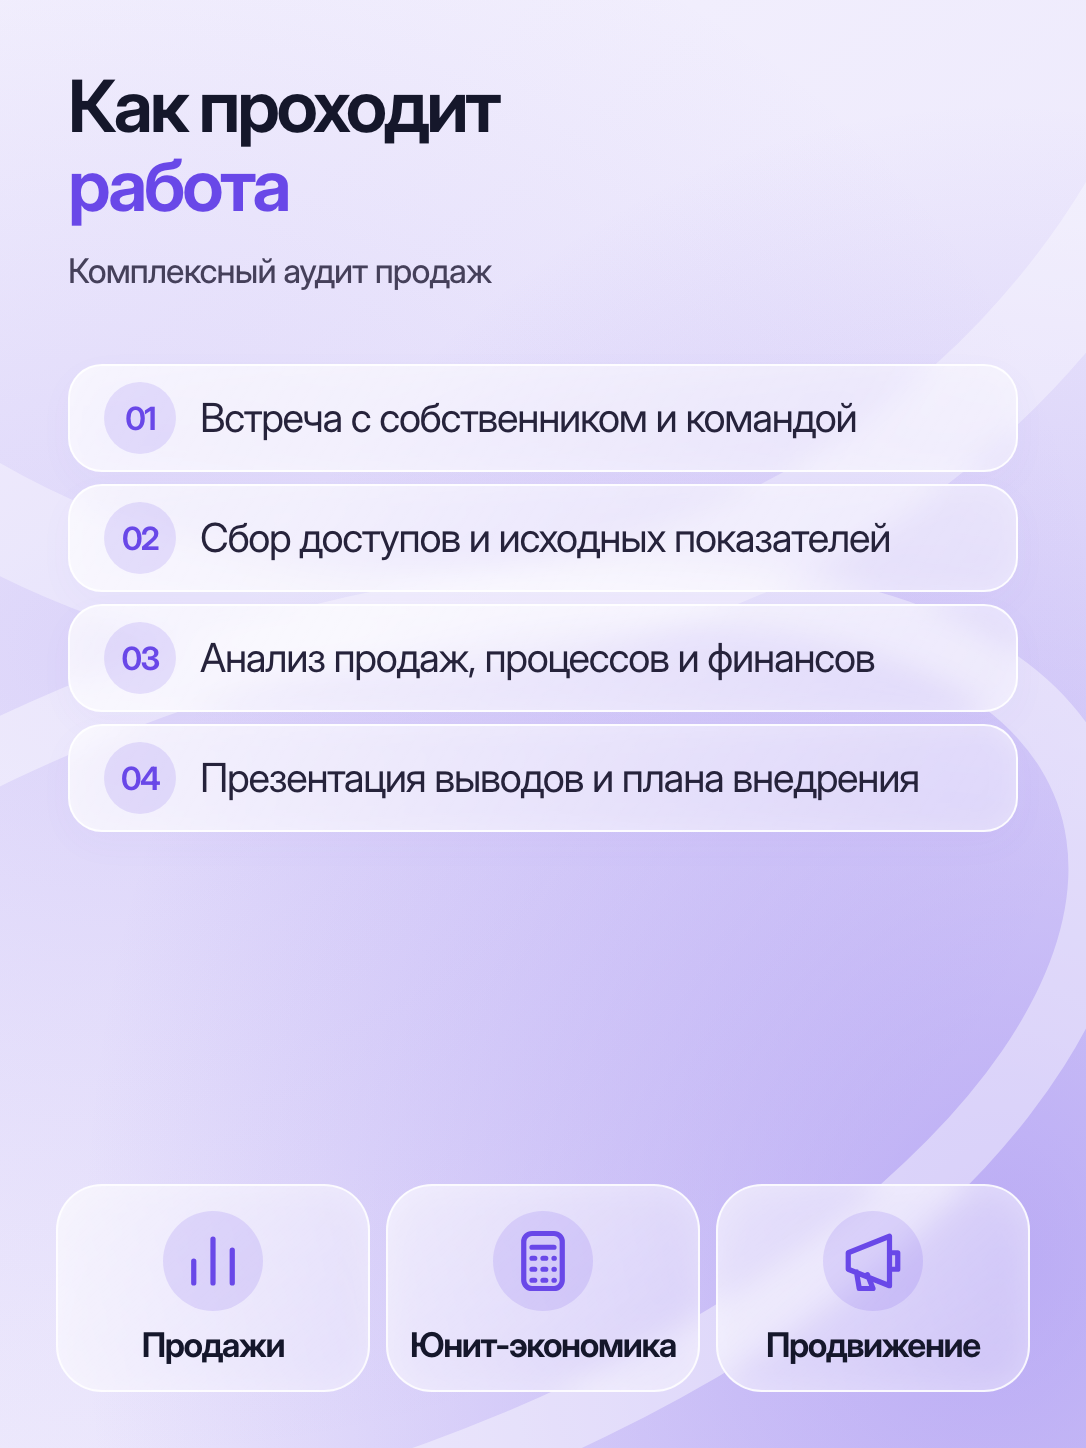 Как проходит
работа
Комплексный аудит продаж
01 Встреча с собственником и командой
02 Сбор доступов и исходных показателей
03 Анализ продаж, процессов и финансов
04 Презентация выводов и плана внедрения
Продажи
Юнит-экономика
Продвижение